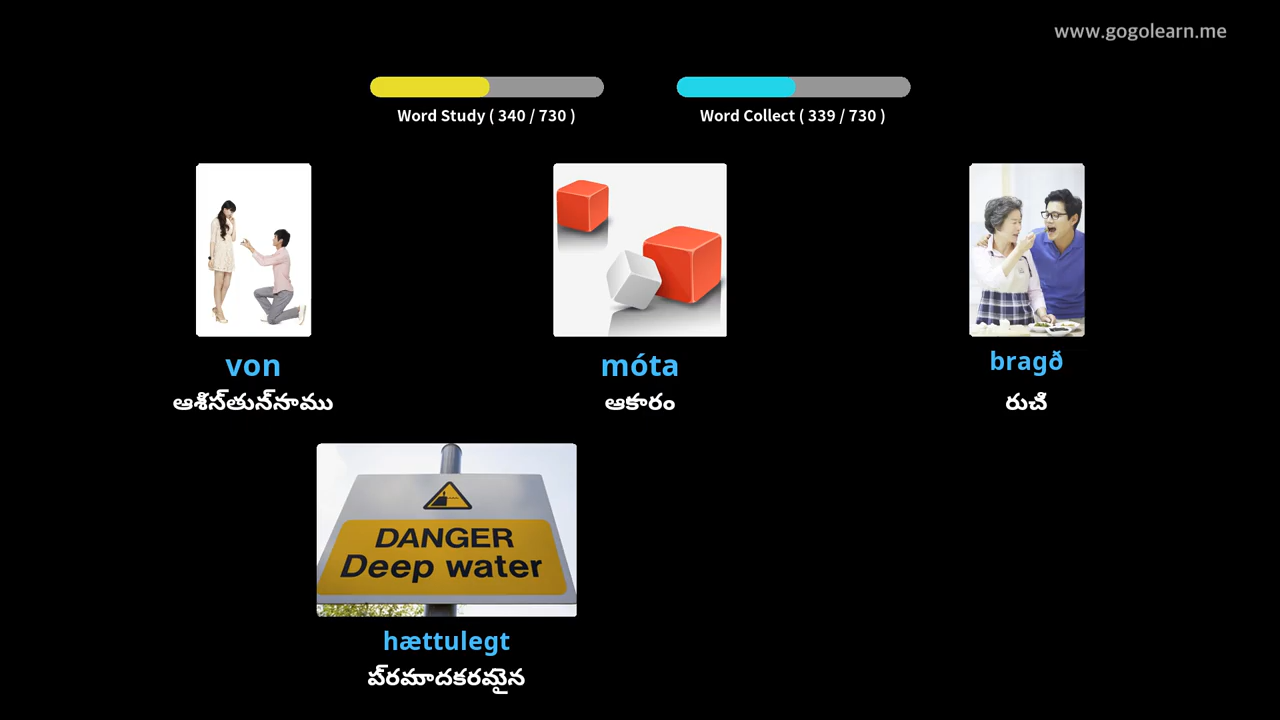 www.gogolearn.me
Word Study ( 340 / 730 )
Word Collect ( 339 / 730 )
von
móta
bragð
ఆశిస్తున్నాము
ఆకారం
రుచి
DANGER
Deep water
hættulegt
ప్రమాదకరమైన